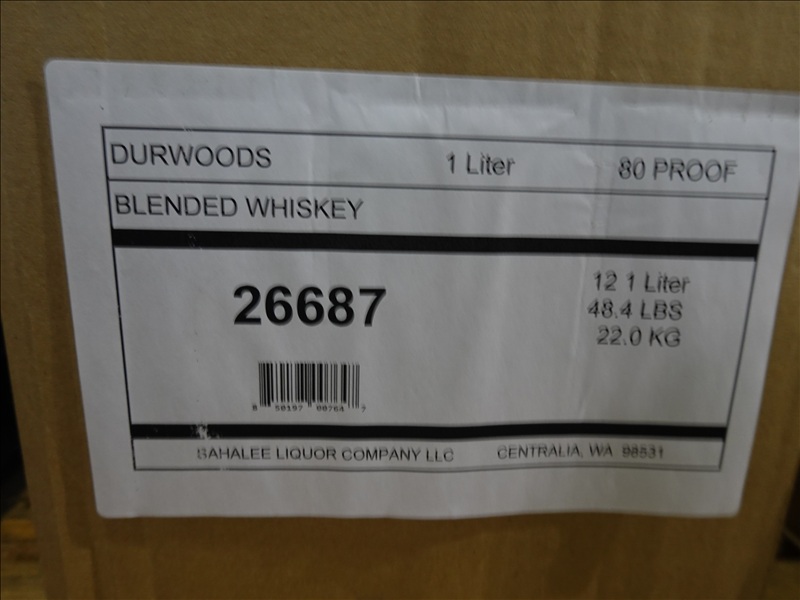 DURWOODS 1 Liter 80 PROOF
BLENDED WHISKEY
26687
12 1 Liter
48.4 LBS
22.0 KG
SAHALEE LIQUOR COMPANY LLC CENTRALIA, WA 98531